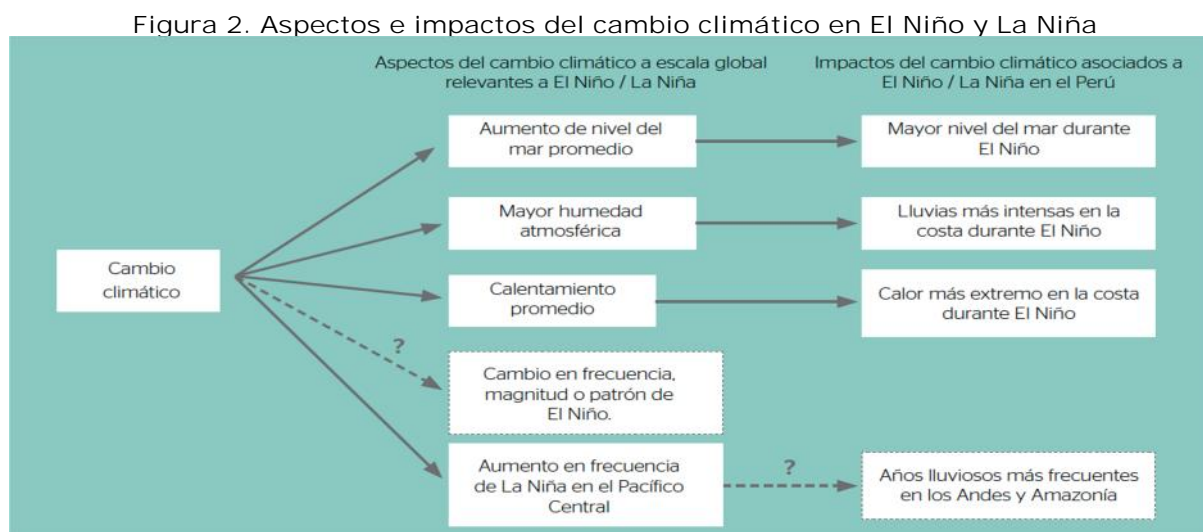 Figura 2. Aspectos e impactos del cambio climático en El Niño y La Niña
Aspectos del cambio climático a escala global
relevantes a El Niño / La Niña
Impactos del cambio climático asociados a
El Niño / La Niña en el Perú
Aumento de nivel del
mar promedio
Mayor nivel del mar durante
El Niño
Mayor humedad
atmosférica
Lluvias más intensas en la
costa durante El Niño
Cambio
climático
Calentamiento
promedio
Calor más extremo en la costa
durante El Niño
?
Cambio en frecuencia,
magnitud o patrón de
El Niño.
Aumento en frecuencia
de La Niña en el Pacífico
Central
?
Años lluviosos más frecuentes
en los Andes y Amazonía